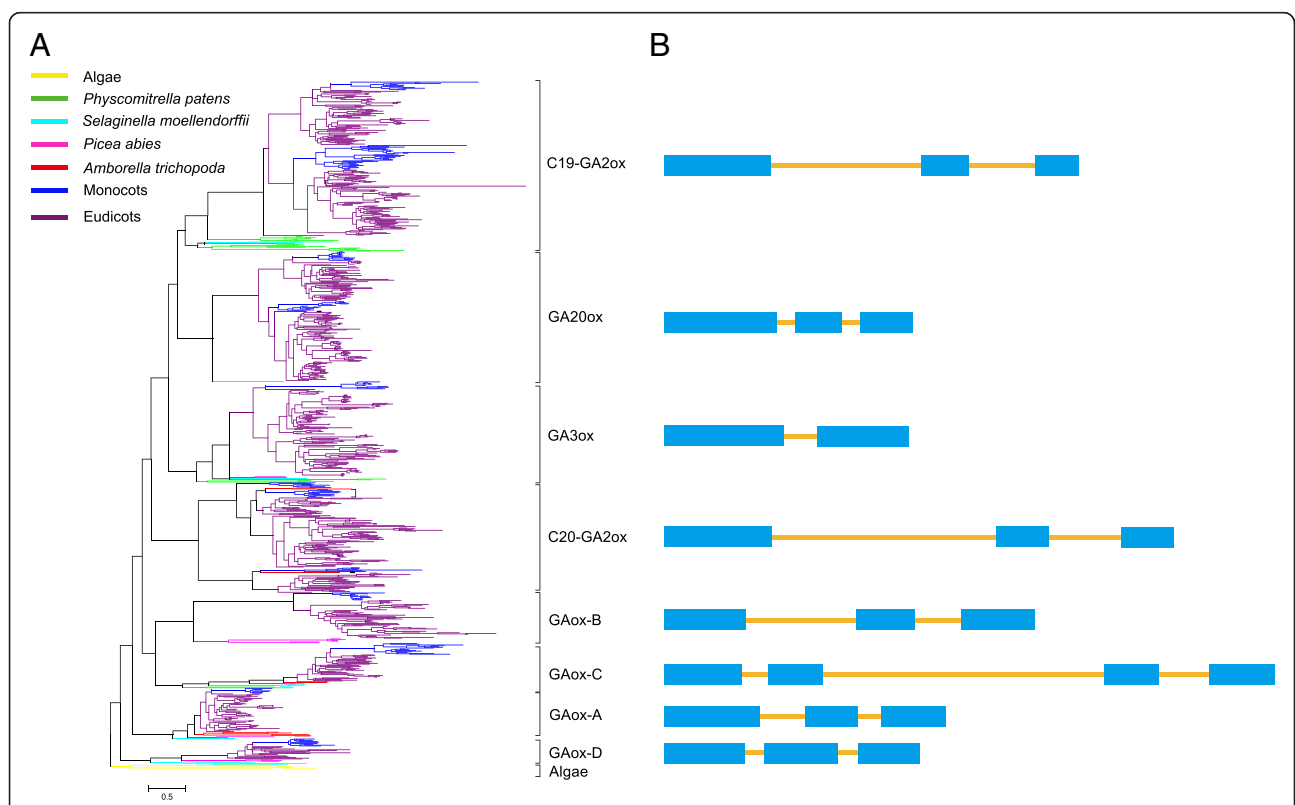 A
B
Algae
Physcomitrella patens
Selaginella moellendorffii
Picea abies
Amborella trichopoda
Monocots
Eudicots
C19-GA2ox
GA20ox
GA3ox
C20-GA2ox
GAox-B
GAox-C
GAox-A
GAox-D
Algae
0.5